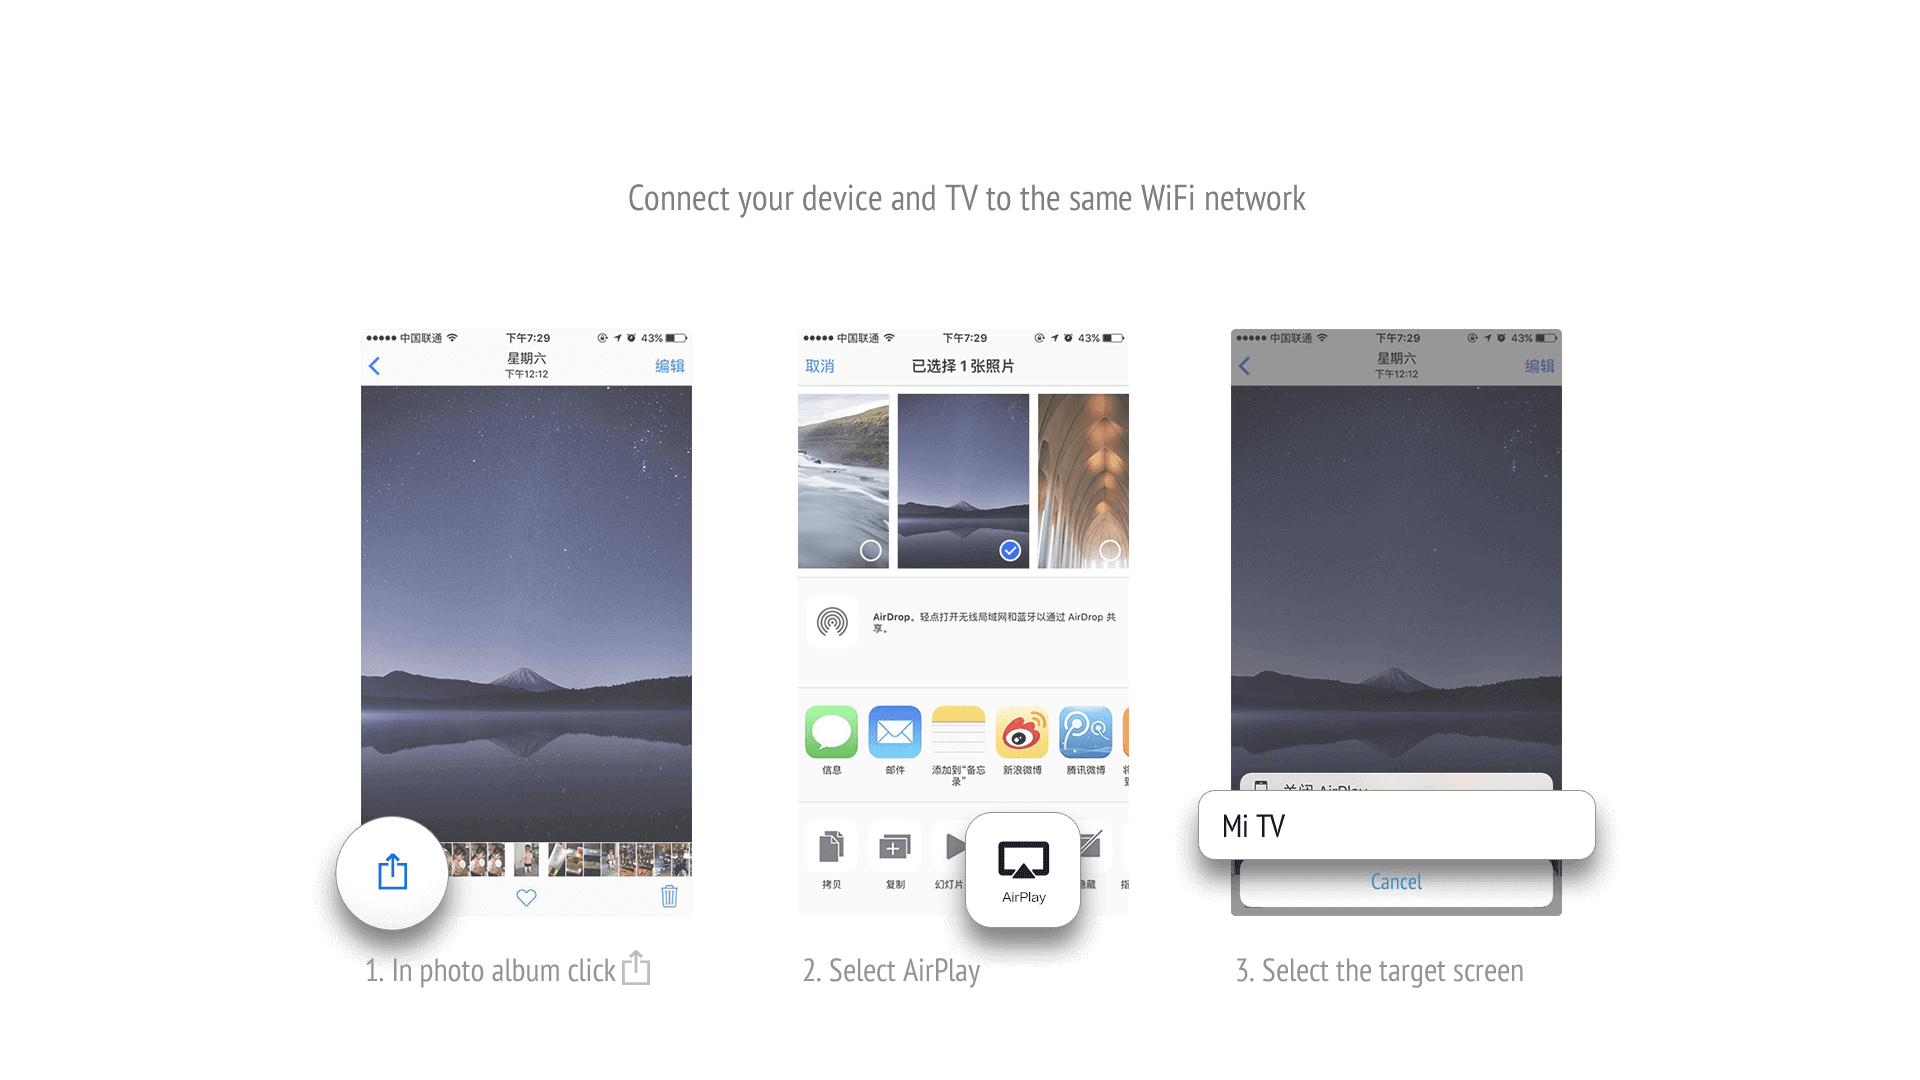 Connect your device and TV to the same WiFi network
中国联通 下午7:29 43%
星期六
下午12:12
编辑
1. In photo album click
中国联通 下午7:29 43%
取消 已选择 1 张照片
AirDrop。轻点打开无线局域网和蓝牙以通过 AirDrop 共
享。
信息 邮件 添加到“备忘 新浪微博 腾讯微博
录”
拷贝 复制 幻灯片 AirPlay
2. Select AirPlay
中国联通 下午7:29 43%
星期六
下午12:12
编辑
关闭 AirPlay
Mi TV
Cancel
3. Select the target screen